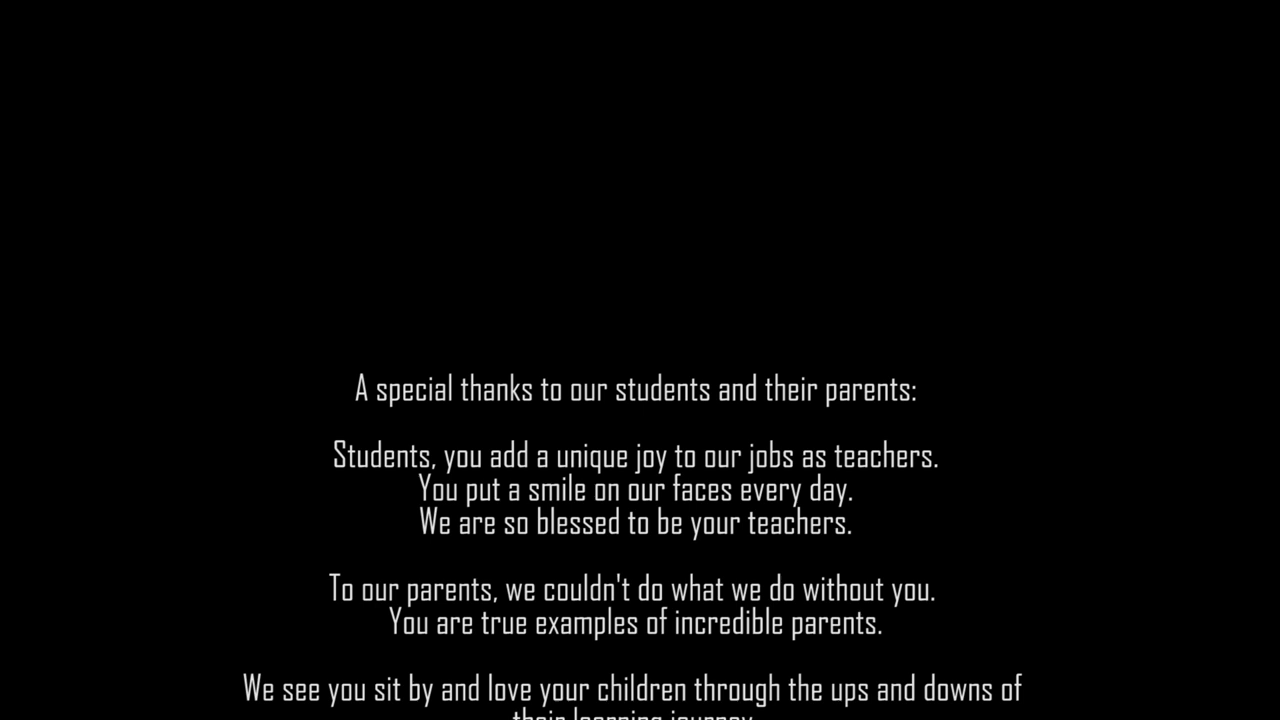 A special thanks to our students and their parents:
Students, you add a unique joy to our jobs as teachers.
You put a smile on our faces every day.
We are so blessed to be your teachers.
To our parents, we couldn't do what we do without you.
You are true examples of incredible parents.
We see you sit by and love your children through the ups and downs of
their learning journey